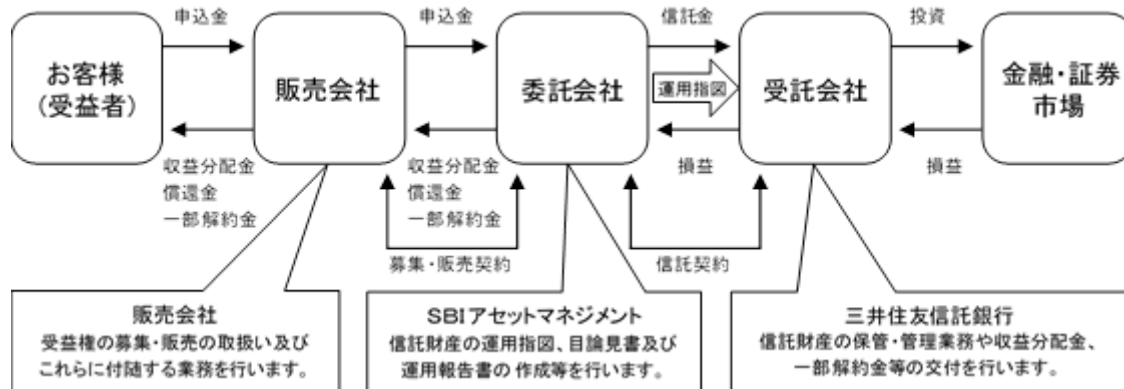 申込金
申込金
信託金
投資
お客様
(受益者)
販売会社
委託会社
運用指図
受託会社
金融・証券
市場
収益分配金
償還金
一部解約金
収益分配金
償還金
一部解約金
損益
損益
募集・販売契約
信託契約
販売会社
受益権の募集・販売の取扱い及び
これらに付随する業務を行います。
SBIアセットマネジメント
信託財産の運用指図、目論見書及び
運用報告書の作成等を行います。
三井住友信託銀行
信託財産の保管・管理業務や収益分配金、
一部解約金等の交付を行います。